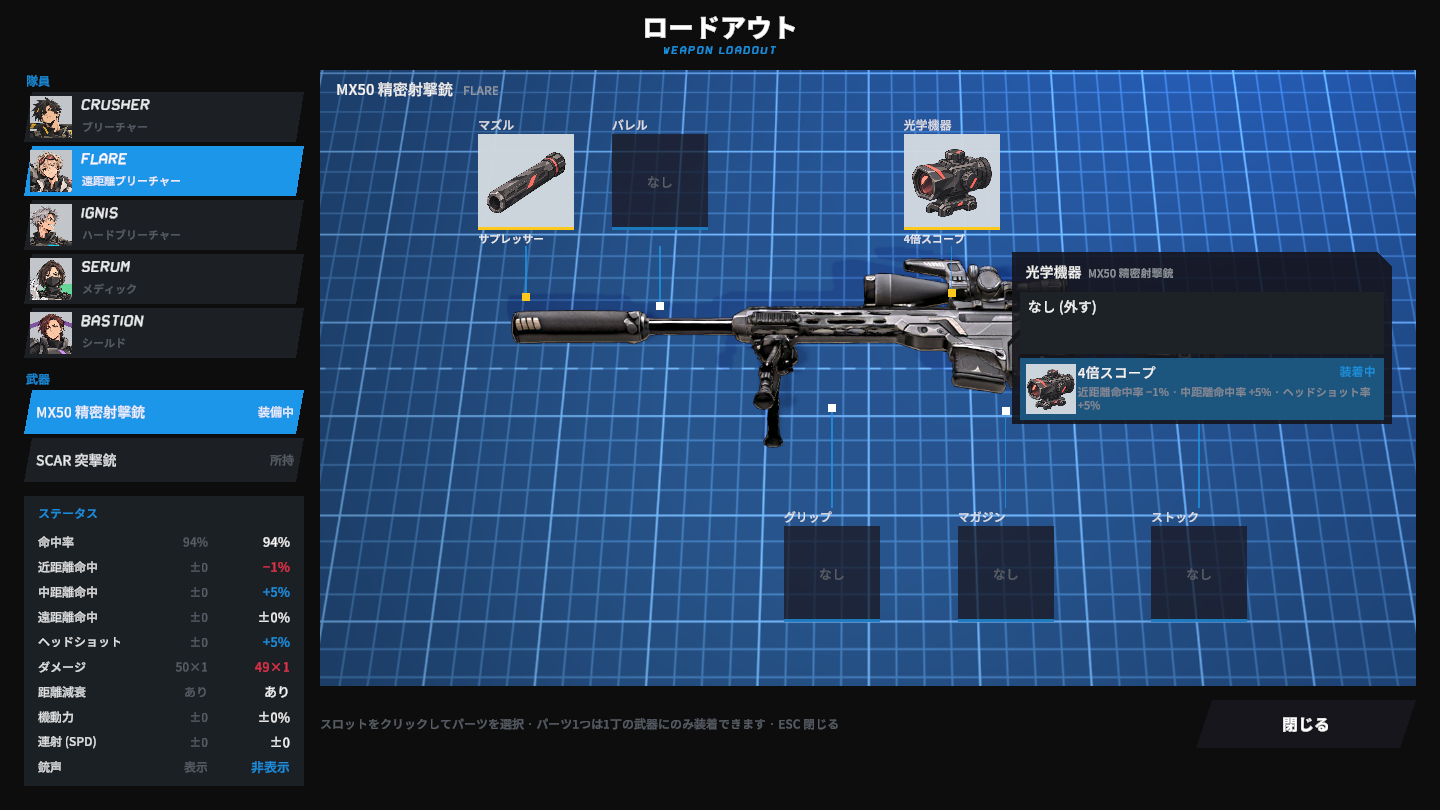 ロードアウト
WEAPON LOADOUT
隊員
CRUSHER
ブリーチャー
FLARE
遠距離ブリーチャー
IGNIS
ハードブリーチャー
SERUM
メディック
BASTION
シールド
武器
MX50 精密射撃銃 装備中
SCAR 突撃銃 所持
ステータス
命中率 94% 94%
近距離命中 ±0 −1%
中距離命中 ±0 +5%
遠距離命中 ±0 ±0%
ヘッドショット ±0 +5%
ダメージ 50×1 49×1
距離減衰 あり あり
機動力 ±0 ±0%
連射 (SPD) ±0 ±0
銃声 表示 非表示
MX50 精密射撃銃 FLARE
マズル
サプレッサー
バレル
なし
光学機器
4倍スコープ
光学機器 MX50 精密射撃銃
なし (外す)
4倍スコープ 装着中
近距離命中率 −1% · 中距離命中率 +5% · ヘッドショット率
+5%
グリップ
なし
マガジン
なし
ストック
なし
スロットをクリックしてパーツを選択 · パーツ1つは1丁の武器にのみ装着できます · ESC 閉じる
閉じる